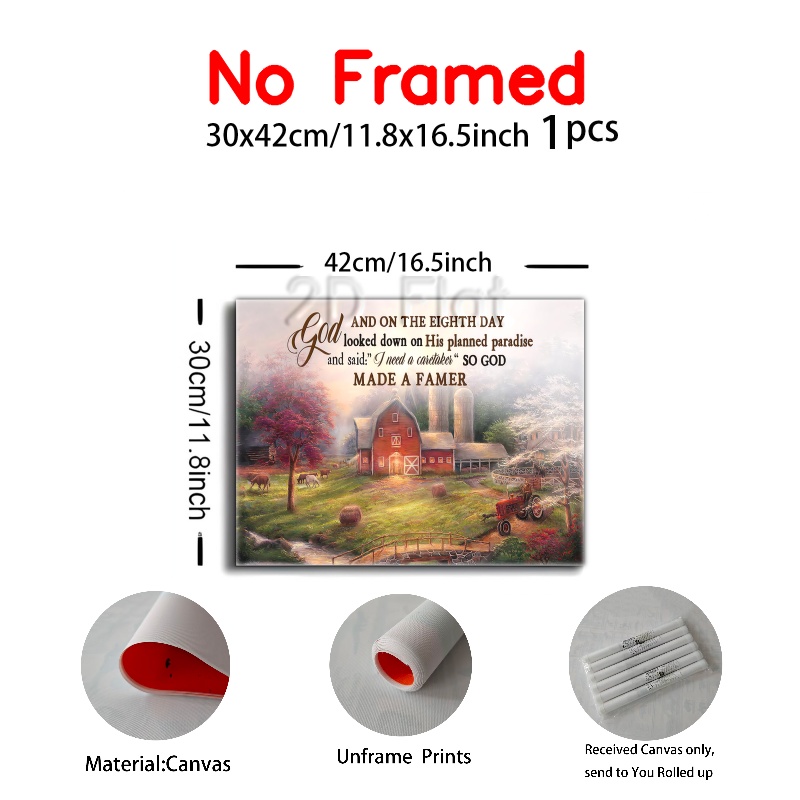 No Framed
30x42cm/11.8x16.5inch 1pcs
42cm/16.5inch
2D Flat
30cm/11.8inch
God AND ON THE EIGHTH DAY
looked down on His planned paradise
and said:" I need a caretaker" SO GOD
MADE A FAMER
Material:Canvas
Unframe Prints
Received Canvas only,
send to You Rolled up